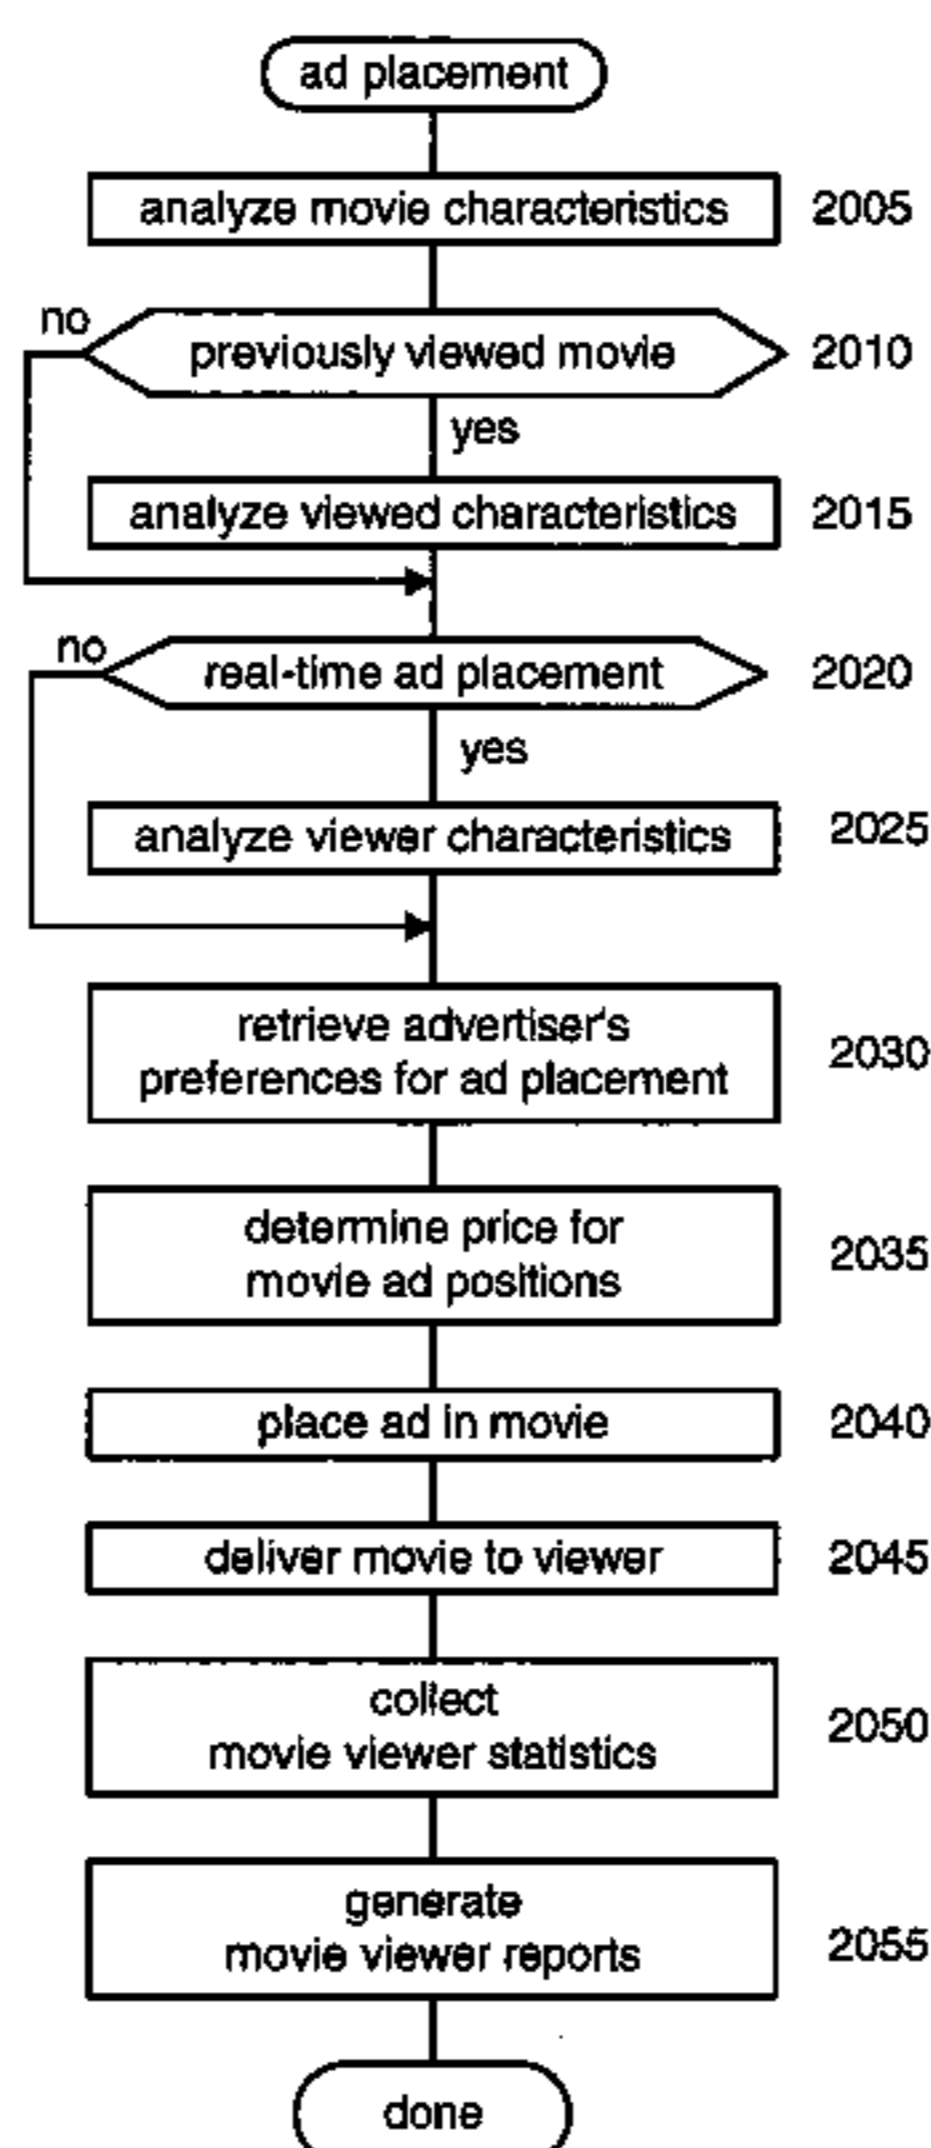 ad placement
analyze movie characteristics 2005
no
previously viewed movie 2010
yes
analyze viewed characteristics 2015
no
real-time ad placement 2020
yes
analyze viewer characteristics 2025
retrieve advertiser's
preferences for ad placement 2030
determine price for
movie ad positions 2035
place ad in movie 2040
deliver movie to viewer 2045
collect
movie viewer statistics 2050
generate
movie viewer reports 2055
done